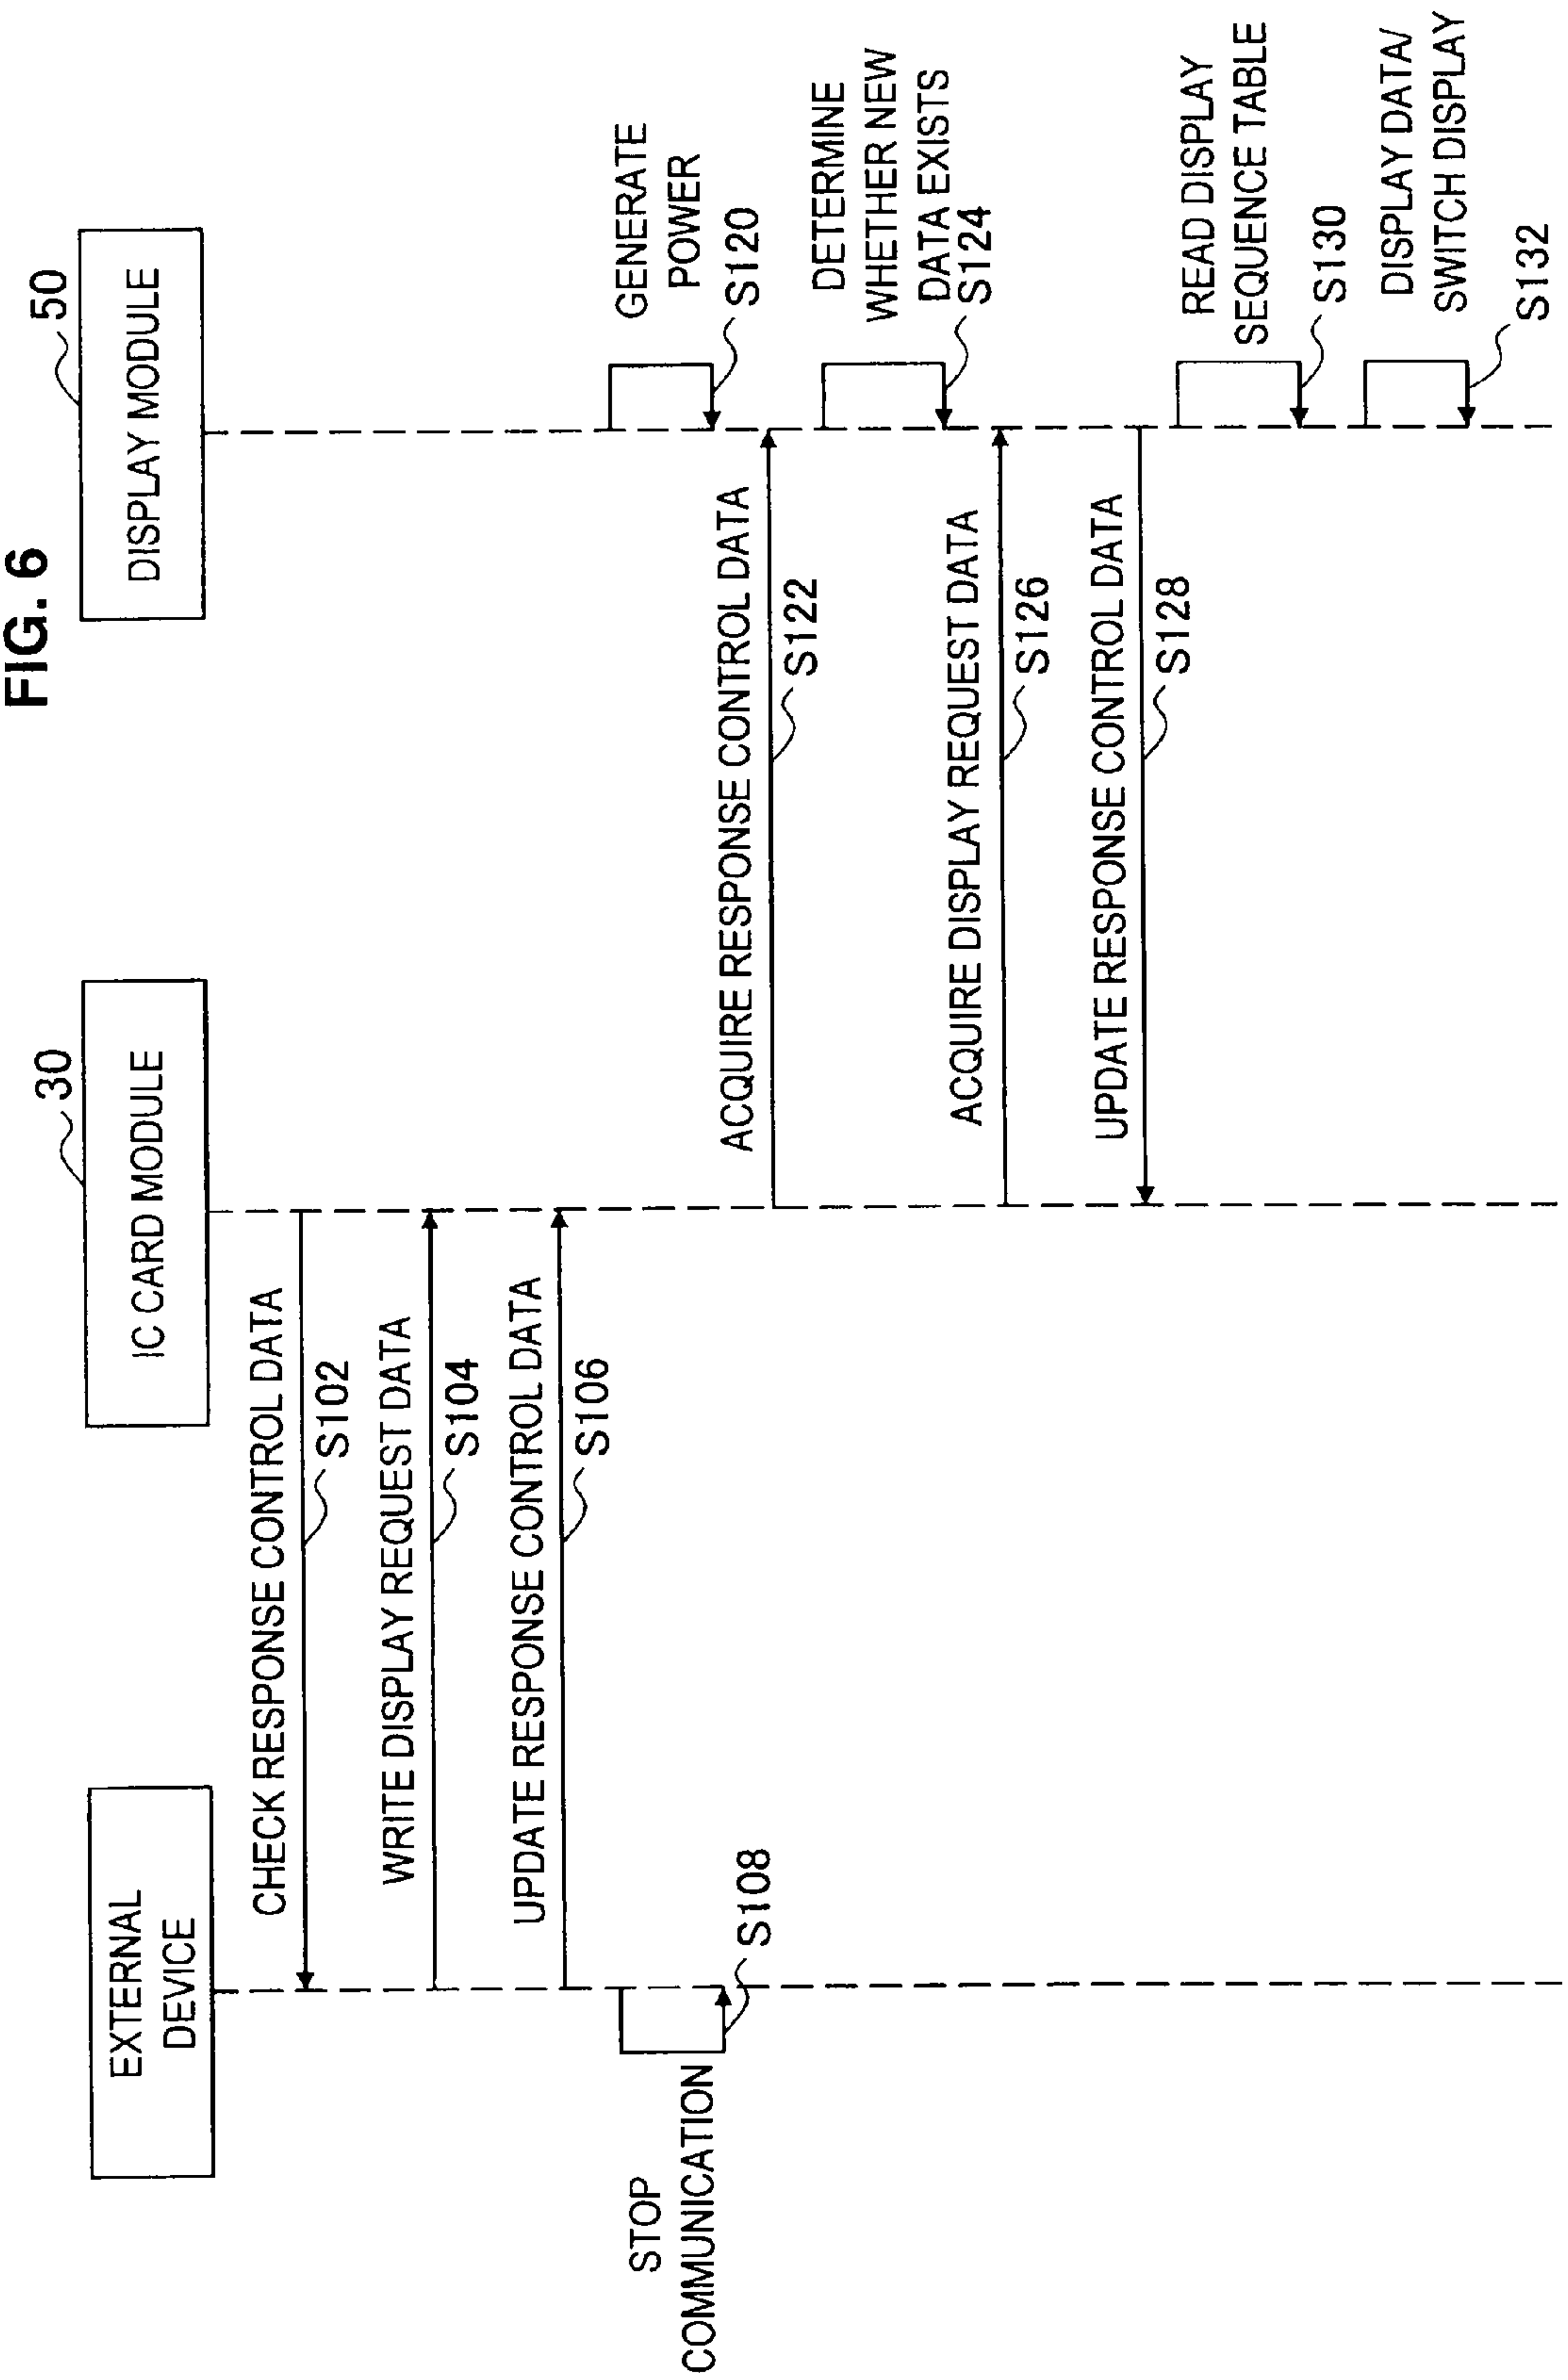 FIG. 6
EXTERNAL
DEVICE
30
IC CARD MODULE
50
DISPLAY MODULE
CHECK RESPONSE CONTROL DATA
S102
WRITE DISPLAY REQUEST DATA
S104
UPDATE RESPONSE CONTROL DATA
S106
STOP
COMMUNICATION
S108
GENERATE
POWER
S120
ACQUIRE RESPONSE CONTROL DATA
S122
DETERMINE
WHETHER NEW
DATA EXISTS
S124
ACQUIRE DISPLAY REQUEST DATA
S126
UPDATE RESPONSE CONTROL DATA
S128
READ DISPLAY
SEQUENCE TABLE
S130
DISPLAY DATA/
SWITCH DISPLAY
S132